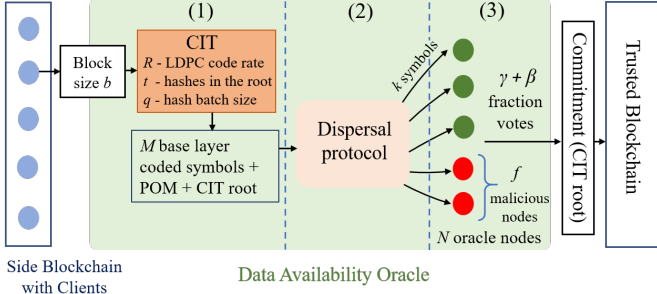 (1)
(2)
(3)
Block
size b
CIT
R - LDPC code rate
t - hashes in the root
q - hash batch size
M base layer
coded symbols +
POM + CIT root
Dispersal
protocol
k symbols
γ + β
fraction
votes
f
malicious
nodes
N oracle nodes
Commitment (CIT root)
Trusted Blockchain
Side Blockchain
with Clients
Data Availability Oracle